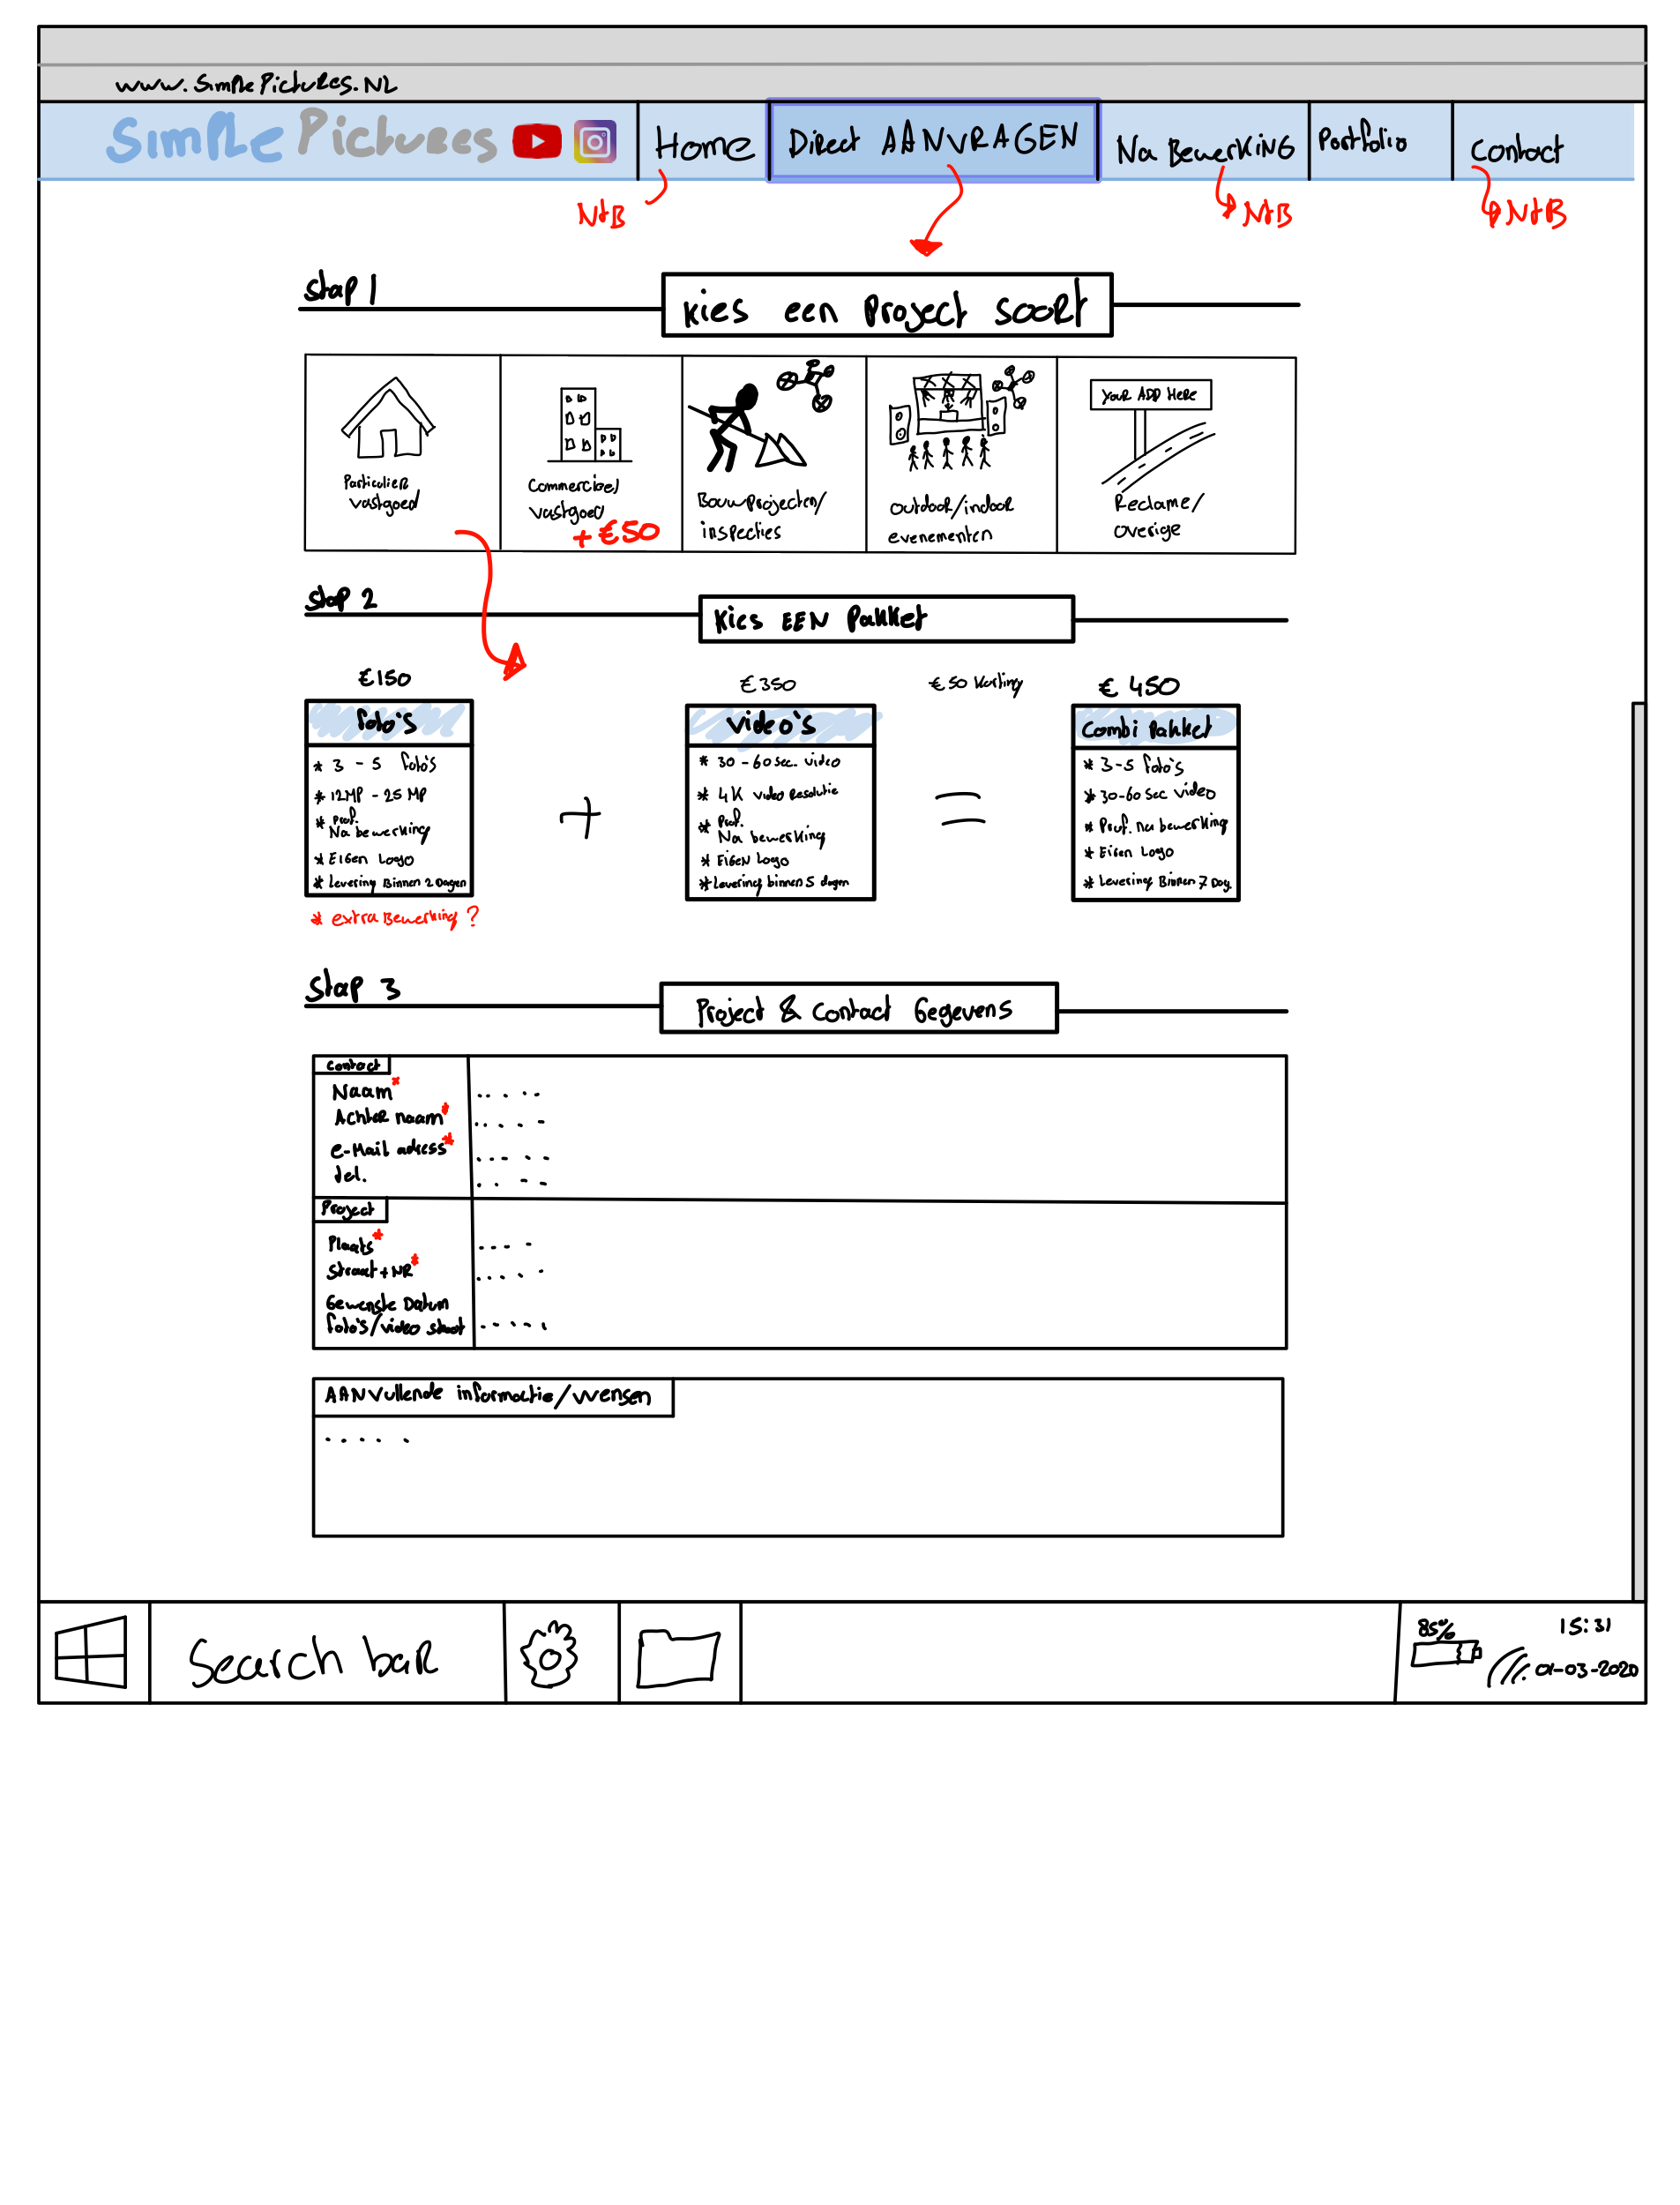 www.SimplePictures.NL
SimplePictures
Home
Direct AANVRAGEN
Na BewerKING
Portfolio
Contact
NtB
NtB
NtB
Stap 1
Kies een Project Soort
Particulier
vastgoed
Commercieel
vastgoed
+ €50
Bouwprojecten/
inspecties
outdoor/indoor
evenementen
Your ADD Here
Reclame/
overige
Stap 2
Kies EEN Pakket
€150
€350
€50 Korting
€ 450
foto's
* 3 - 5 foto's
* 12MP - 25 MP
* Prof.
Na bewerking
* Eigen Logo
* Levering Binnen 2 Dagen
* extra Bewerking?
+
Video's
* 30 - 60 sec. video
* 4K video Resolutie
* Prof.
Na bewerking
* Eigen Logo
* Levering binnen 5 dagen
=
Combi Pakket
* 3-5 foto's
* 30-60 sec video
* Prof. na bewerking
* Eigen Logo
* Levering Binnen 7 Dag.
Stap 3
Project & Contact Gegevens
Contact
Naam*
Achter naam*
e-Mail adress*
tel.
Project
Plaats*
Straat + NR*
Gewenste Datum
foto's/video shoot
AANVullende informatie/wensen
Search bar
85%
15:31
01-03-2020